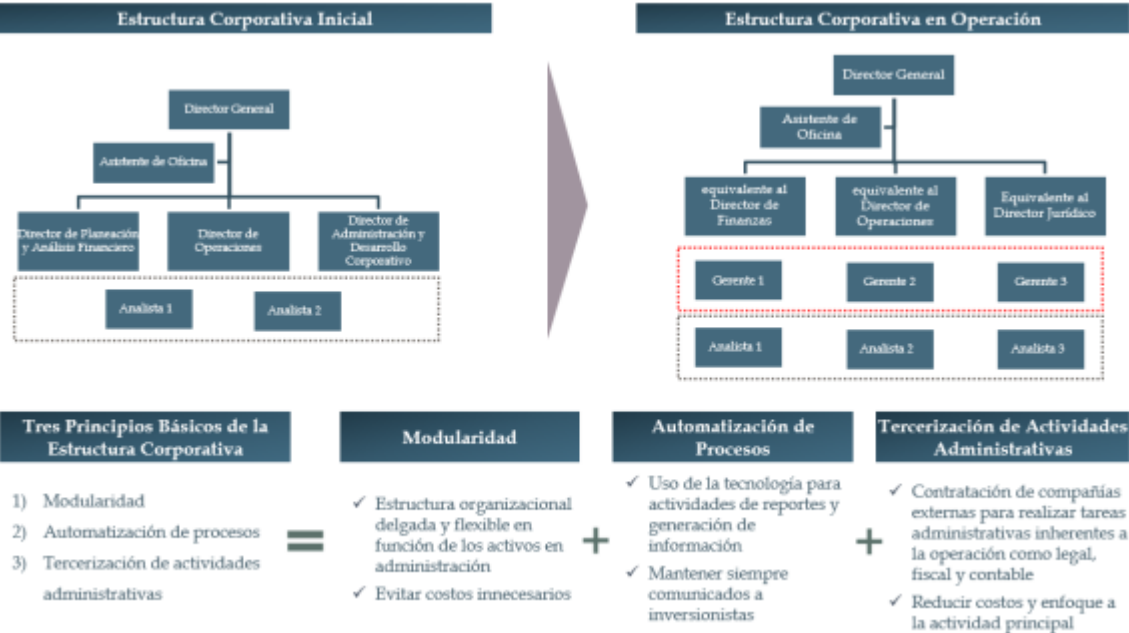 Estructura Corporativa Inicial
Estructura Corporativa en Operación
Director General
Asistente de Oficina
Director de Planeación
y Análisis Financiero
Director de
Operaciones
Director de
Administración y
Desarrollo
Corporativo
Analista 1
Analista 2
Director General
Asistente de
Oficina
equivalente al
Director de
Finanzas
equivalente al
Director de
Operaciones
Equivalente al
Director Jurídico
Gerente 1
Gerente 2
Gerente 3
Analista 1
Analista 2
Analista 3
Tres Principios Básicos de la
Estructura Corporativa
1) Modularidad
2) Automatización de procesos
3) Tercerización de actividades
administrativas
=
Modularidad
✓ Estructura organizacional
delgada y flexible en
función de los activos en
administración
✓ Evitar costos innecesarios
+
Automatización de
Procesos
✓ Uso de la tecnología para
actividades de reportes y
generación de
información
✓ Mantener siempre
comunicados a
inversionistas
+
Tercerización de Actividades
Administrativas
✓ Contratación de compañías
externas para realizar tareas
administrativas inherentes a
la operación como legal,
fiscal y contable
✓ Reducir costos y enfoque a
la actividad principal